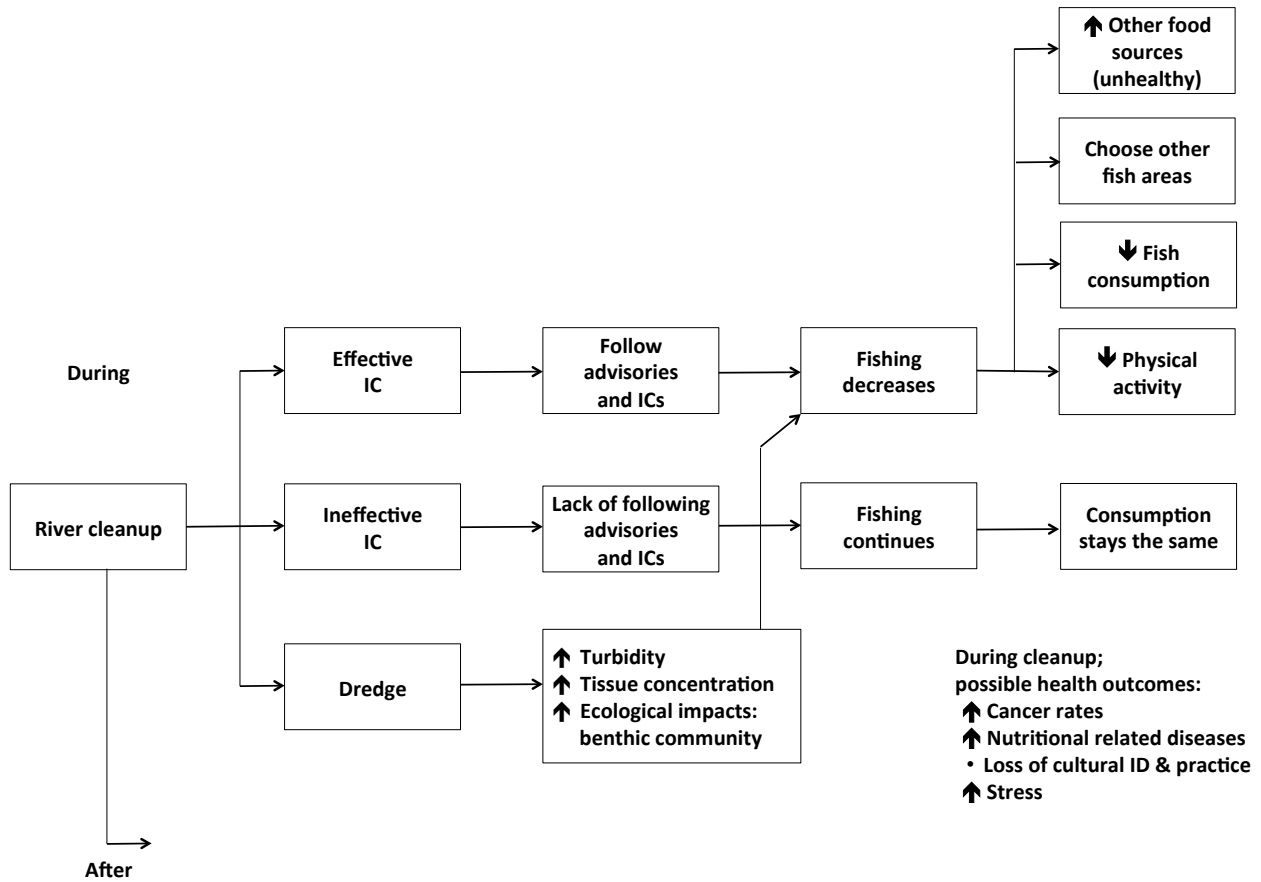 ↑ Other food
sources
(unhealthy)
Choose other
fish areas
↓ Fish
consumption
During
Effective
IC
Follow
advisories
and ICs
Fishing
decreases
↓ Physical
activity
River cleanup
Ineffective
IC
Lack of following
advisories
and ICs
Fishing
continues
Consumption
stays the same
Dredge
↑ Turbidity
↑ Tissue concentration
↑ Ecological impacts:
benthic community
During cleanup;
possible health outcomes:
↑ Cancer rates
↑ Nutritional related diseases
• Loss of cultural ID & practice
↑ Stress
After